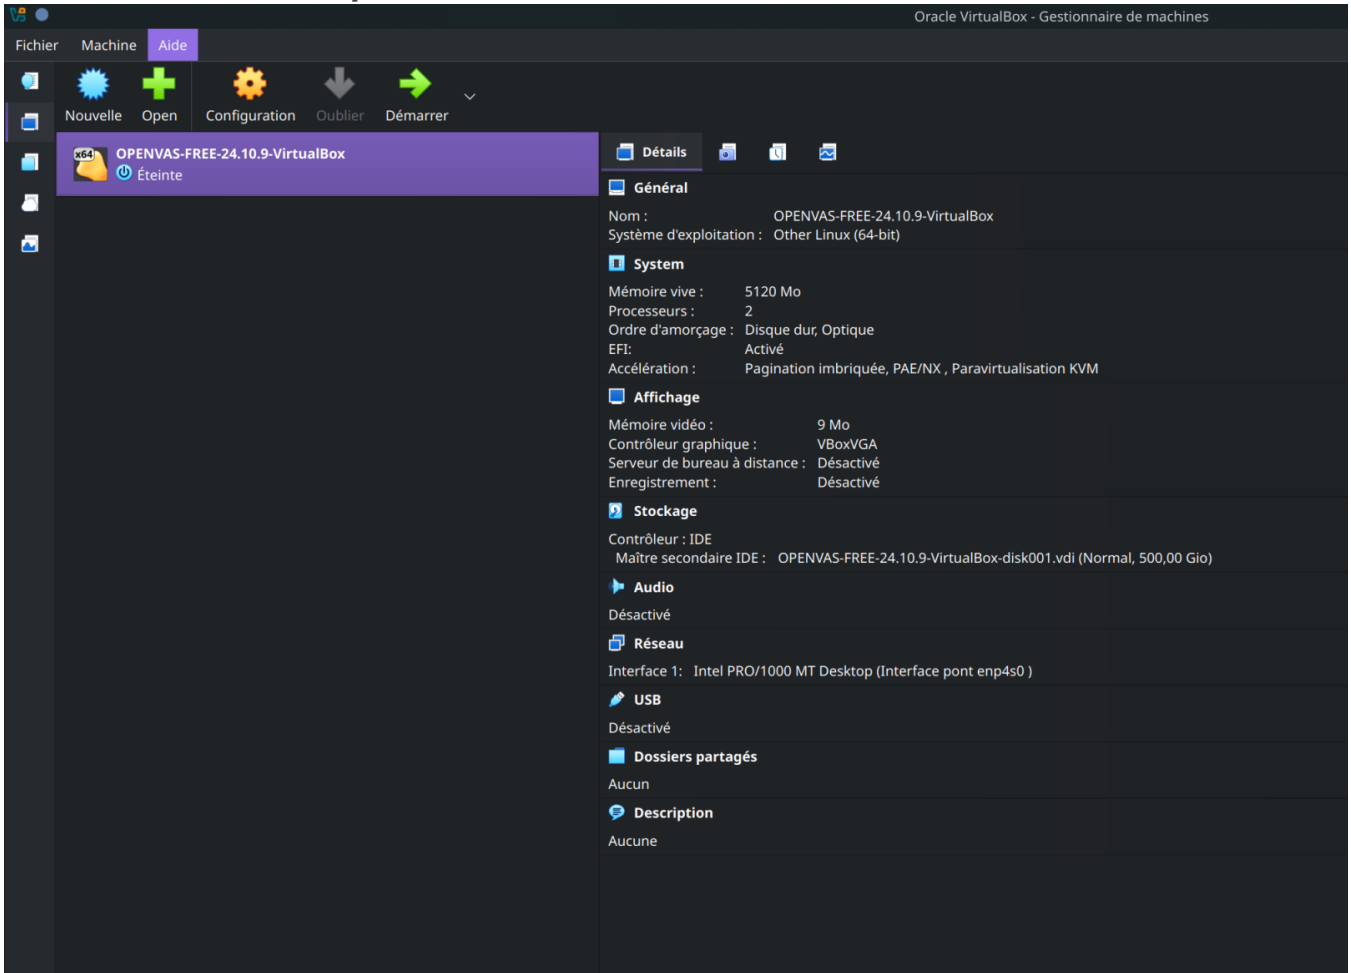 Oracle VirtualBox - Gestionnaire de machines
Fichier Machine Aide
Nouvelle Open Configuration Oublier Démarrer
x64
OPENVAS-FREE-24.10.9-VirtualBox
Éteinte
Détails
Général
Nom : OPENVAS-FREE-24.10.9-VirtualBox
Système d'exploitation : Other Linux (64-bit)
System
Mémoire vive : 5120 Mo
Processeurs : 2
Ordre d'amorçage : Disque dur, Optique
EFI: Activé
Accélération : Pagination imbriquée, PAE/NX , Paravirtualisation KVM
Affichage
Mémoire vidéo : 9 Mo
Contrôleur graphique : VBoxVGA
Serveur de bureau à distance : Désactivé
Enregistrement : Désactivé
Stockage
Contrôleur : IDE
Maître secondaire IDE : OPENVAS-FREE-24.10.9-VirtualBox-disk001.vdi (Normal, 500,00 Gio)
Audio
Désactivé
Réseau
Interface 1: Intel PRO/1000 MT Desktop (Interface pont enp4s0 )
USB
Désactivé
Dossiers partagés
Aucun
Description
Aucune